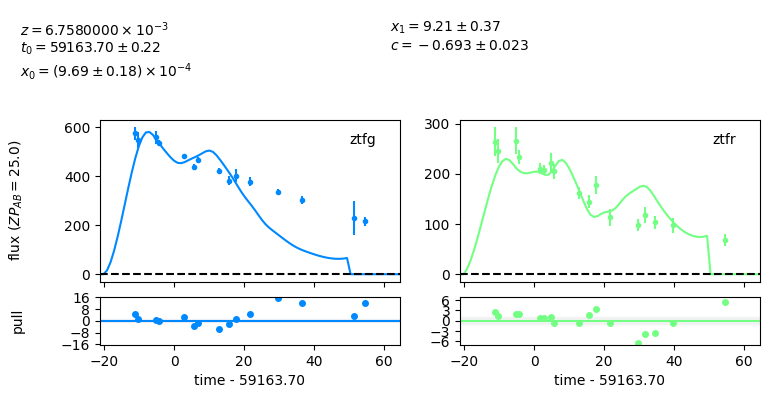 z = 6.7580000 × 10⁻³
t₀ = 59163.70 ± 0.22
x₀ = (9.69 ± 0.18) × 10⁻⁴
x₁ = 9.21 ± 0.37
c = −0.693 ± 0.023
flux (ZP_AB = 25.0)
600
400
200
0
ztfg
300
200
100
0
ztfr
pull
16
8
0
−8
−16
−20 0 20 40 60
time - 59163.70
6
3
0
−3
−6
−20 0 20 40 60
time - 59163.70